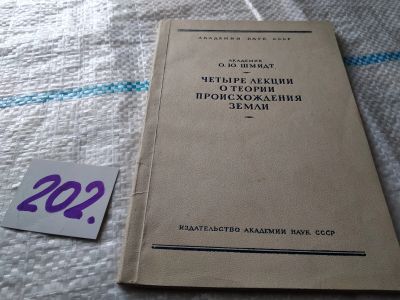 АКАДЕМИЯ НАУК СССР
АКАДЕМИК
О. Ю. ШМИДТ
ЧЕТЫРЕ ЛЕКЦИИ
О ТЕОРИИ
ПРОИСХОЖДЕНИЯ
ЗЕМЛИ
ИЗДАТЕЛЬСТВО АКАДЕМИИ НАУК СССР
202.